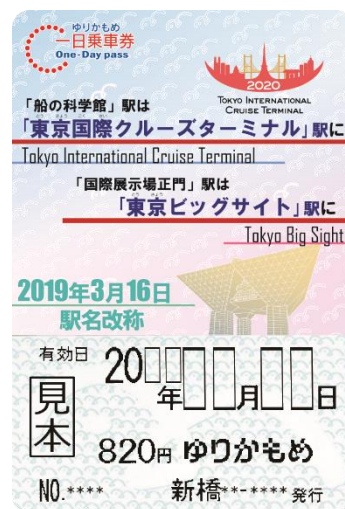 ゆりかもめ
一日乗車券
One-Day pass
2020
TOKYO INTERNATIONAL
CRUISE TERMINAL
「船の科学館」駅は
「東京国際クルーズターミナル」駅に
Tokyo International Cruise Terminal
「国際展示場正門」駅は
「東京ビッグサイト」駅に
Tokyo Big Sight
2019年3月16日
駅名改称
有効日 20□□年□□月□□日
見本
820円 ゆりかもめ
NO.**** 新橋**-****発行